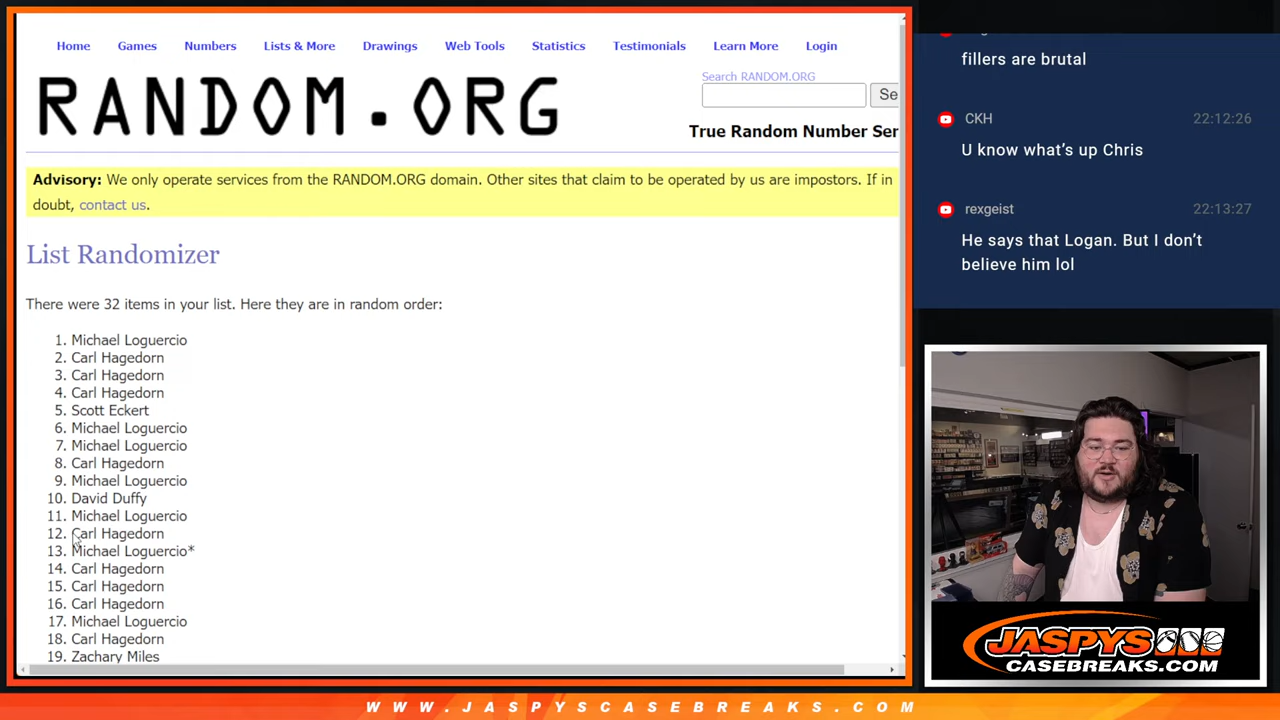 Home Games Numbers Lists & More Drawings Web Tools Statistics Testimonials Learn More Login
RANDOM.ORG
Search RANDOM.ORG
Se
True Random Number Ser
Advisory: We only operate services from the RANDOM.ORG domain. Other sites that claim to be operated by us are impostors. If in
doubt, contact us.
List Randomizer
There were 32 items in your list. Here they are in random order:
1. Michael Loguercio
2. Carl Hagedorn
3. Carl Hagedorn
4. Carl Hagedorn
5. Scott Eckert
6. Michael Loguercio
7. Michael Loguercio
8. Carl Hagedorn
9. Michael Loguercio
10. David Duffy
11. Michael Loguercio
12. Carl Hagedorn
13. Michael Loguercio*
14. Carl Hagedorn
15. Carl Hagedorn
16. Carl Hagedorn
17. Michael Loguercio
18. Carl Hagedorn
19. Zachary Miles
fillers are brutal
CKH 22:12:26
U know what's up Chris
rexgeist 22:13:27
He says that Logan. But I don't
believe him lol
JASPYS
CASEBREAKS.COM
WWW.JASPYSCASEBREAKS.COM